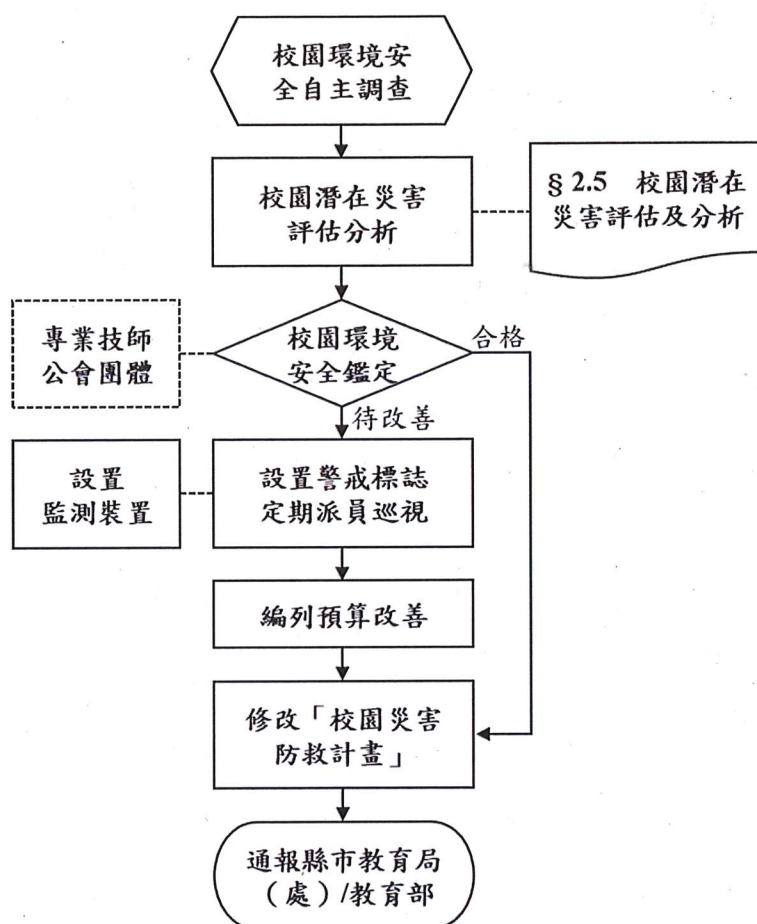 校園環境安
全自主調查
校園潛在災害
評估分析
§ 2.5 校園潛在
災害評估及分析
專業技師
公會團體
校園環境
安全鑑定
合格
待改善
設置
監測裝置
設置警戒標誌
定期派員巡視
編列預算改善
修改「校園災害
防救計畫」
通報縣市教育局
（處）/教育部